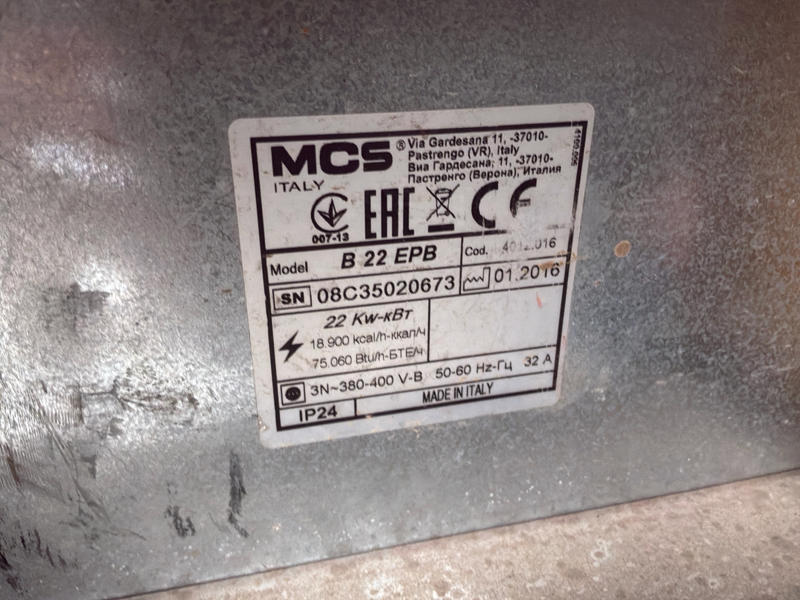 MCS ® Via Gardesana 11, -37010-
Pastrengo (VR), Italy
Виа Гардесана; 11, -37010-
Пастренго (Верона), Италия
ITALY
007-13
EAC CE
Model B 22 EPB Cod.
SN 08C35020673 01.2016
22 Kw-кВт
18.900 kcal/h-ккал/ч
75.060 Btu/h-БТЕ/ч
3N~380-400 V-В 50-60 Hz-Гц 32 A
IP24 MADE IN ITALY